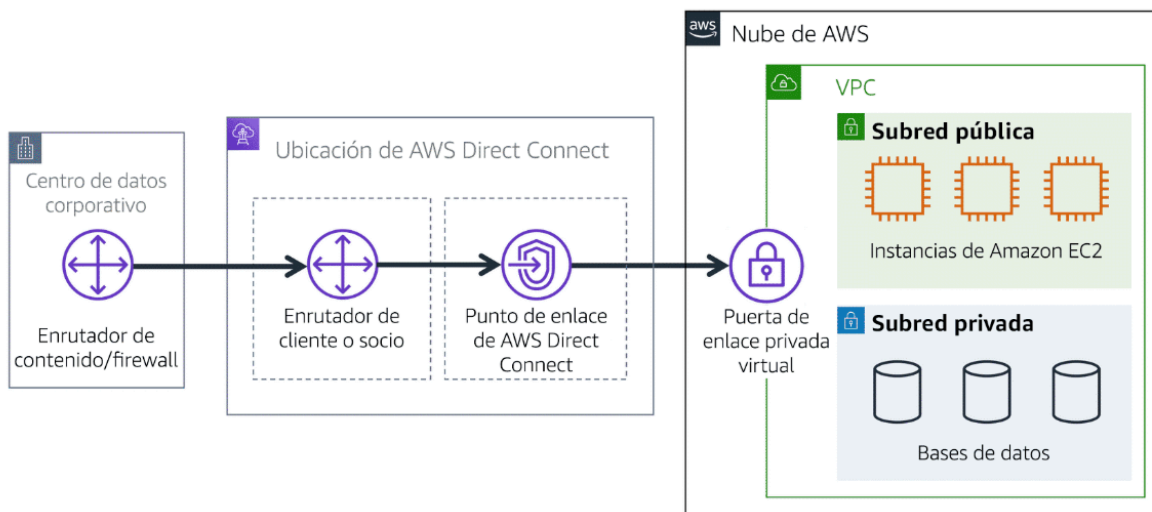 aws
Nube de AWS
VPC
Subred pública
Instancias de Amazon EC2
Subred privada
Bases de datos
Puerta de
enlace privada
virtual
Ubicación de AWS Direct Connect
Enrutador de
cliente o socio
Punto de enlace
de AWS Direct
Connect
Centro de datos
corporativo
Enrutador de
contenido/firewall